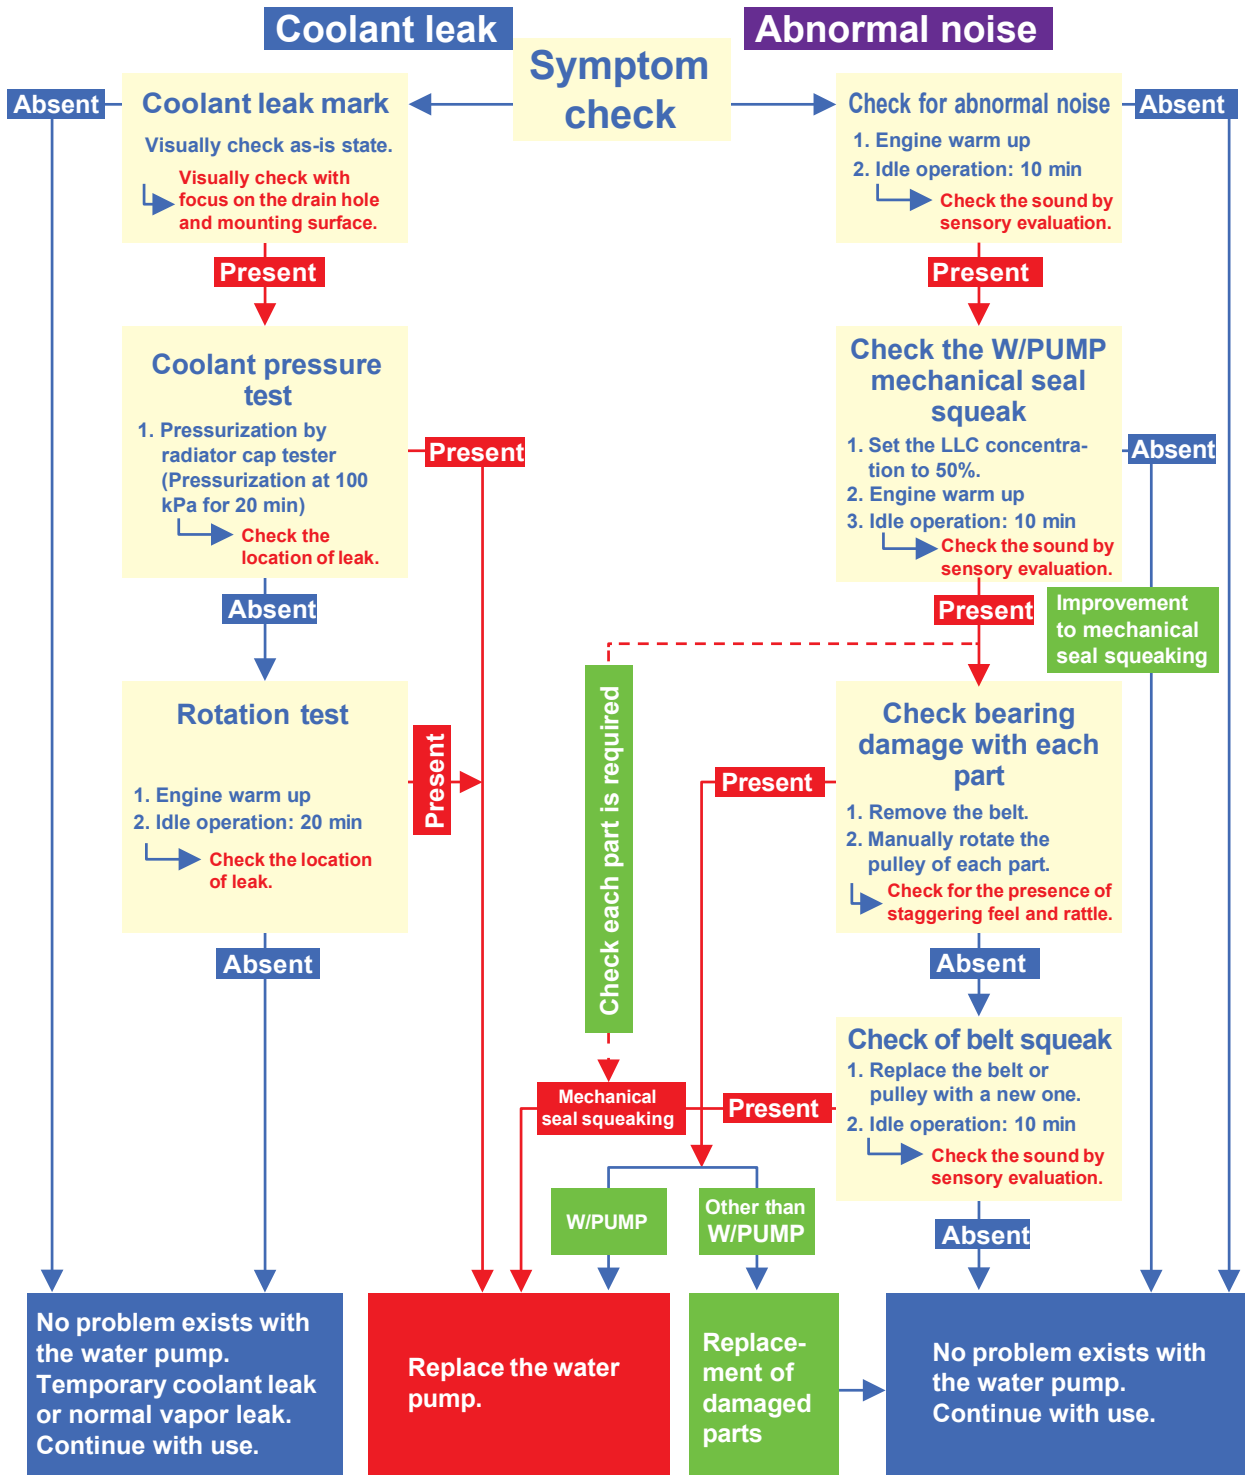 Coolant leak
Abnormal noise
Symptom
check
Absent
Coolant leak mark
Visually check as-is state.
Visually check with
focus on the drain hole
and mounting surface.
Present
Coolant pressure
test
1. Pressurization by
radiator cap tester
(Pressurization at 100
kPa for 20 min)
Check the
location of leak.
Present
Absent
Rotation test
1. Engine warm up
2. Idle operation: 20 min
Check the location
of leak.
Present
Absent
Check for abnormal noise
1. Engine warm up
2. Idle operation: 10 min
Check the sound by
sensory evaluation.
Absent
Present
Check the W/PUMP
mechanical seal
squeak
1. Set the LLC concentra-
tion to 50%.
2. Engine warm up
3. Idle operation: 10 min
Check the sound by
sensory evaluation.
Absent
Present
Improvement
to mechanical
seal squeaking
Check each part is required
Check bearing
damage with each
part
1. Remove the belt.
2. Manually rotate the
pulley of each part.
Check for the presence of
staggering feel and rattle.
Present
Absent
Check of belt squeak
1. Replace the belt or
pulley with a new one.
2. Idle operation: 10 min
Check the sound by
sensory evaluation.
Present
Mechanical
seal squeaking
Absent
W/PUMP
Other than
W/PUMP
No problem exists with
the water pump.
Temporary coolant leak
or normal vapor leak.
Continue with use.
Replace the water
pump.
Replace-
ment of
damaged
parts
No problem exists with
the water pump.
Continue with use.